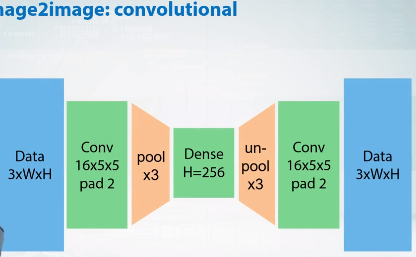 mage2image: convolutional
Data
3xWxH
Conv
16x5x5
pad 2
pool
x3
Dense
H=256
un-
pool
x3
Conv
16x5x5
pad 2
Data
3xWxH